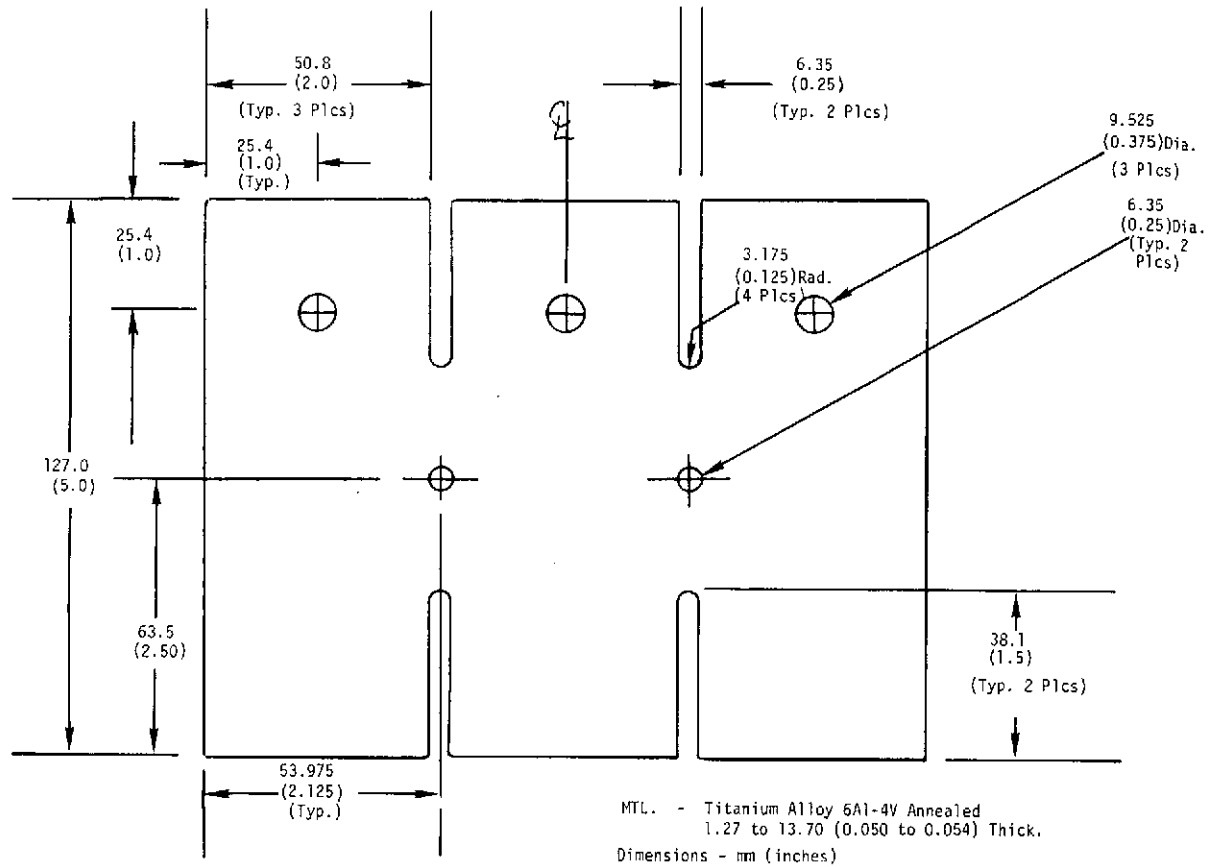 50.8
(2.0)
(Typ. 3 Plcs)
6.35
(0.25)
(Typ. 2 Plcs)
℄
25.4
(1.0)
(Typ.)
9.525
(0.375)Dia.
(3 Plcs)
6.35
(0.25)Dia.
(Typ. 2
Plcs)
25.4
(1.0)
3.175
(0.125)Rad.
(4 Plcs)
127.0
(5.0)
63.5
(2.50)
38.1
(1.5)
(Typ. 2 Plcs)
53.975
(2.125)
(Typ.)
MTL. - Titanium Alloy 6Al-4V Annealed
1.27 to 13.70 (0.050 to 0.054) Thick.
Dimensions - mm (inches)